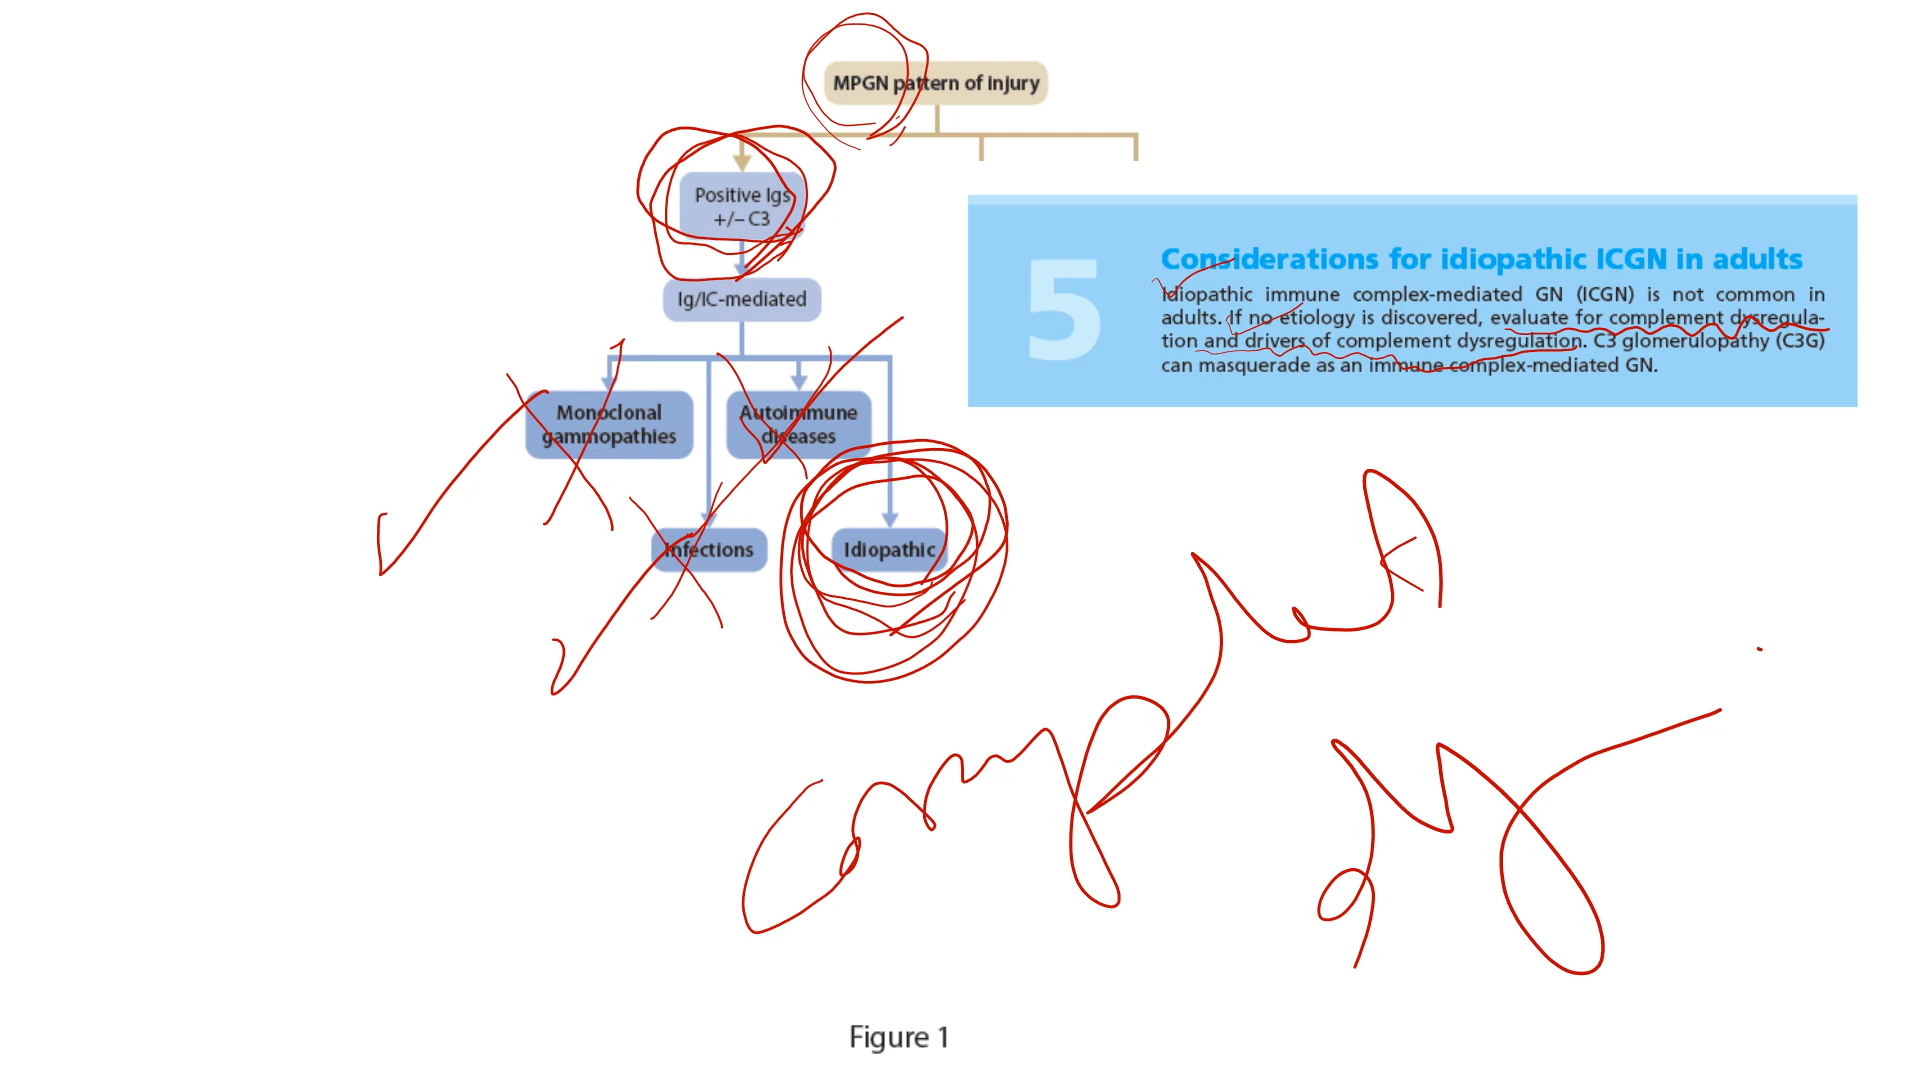 MPGN pattern of injury
Positive Igs
+/– C3
Ig/IC-mediated
Monoclonal
gammopathies
Autoimmune
diseases
Infections
Idiopathic
5
Considerations for idiopathic ICGN in adults
Idiopathic immune complex-mediated GN (ICGN) is not common in
adults. If no etiology is discovered, evaluate for complement dysregula-
tion and drivers of complement dysregulation. C3 glomerulopathy (C3G)
can masquerade as an immune complex-mediated GN.
Figure 1